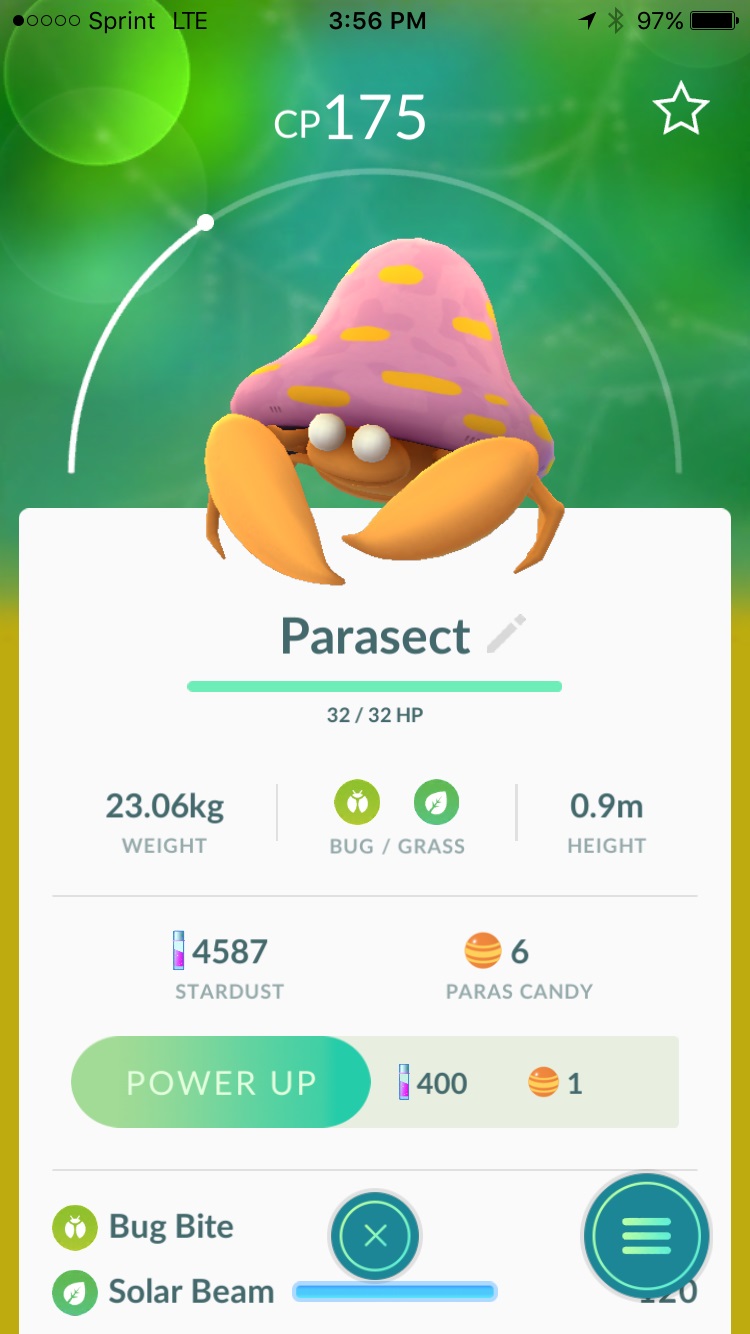 Sprint LTE 3:56 PM 97%
CP175
Parasect
32 / 32 HP
23.06kg
WEIGHT
BUG / GRASS
0.9m
HEIGHT
4587
STARDUST
6
PARAS CANDY
POWER UP 400 1
Bug Bite
Solar Beam 120